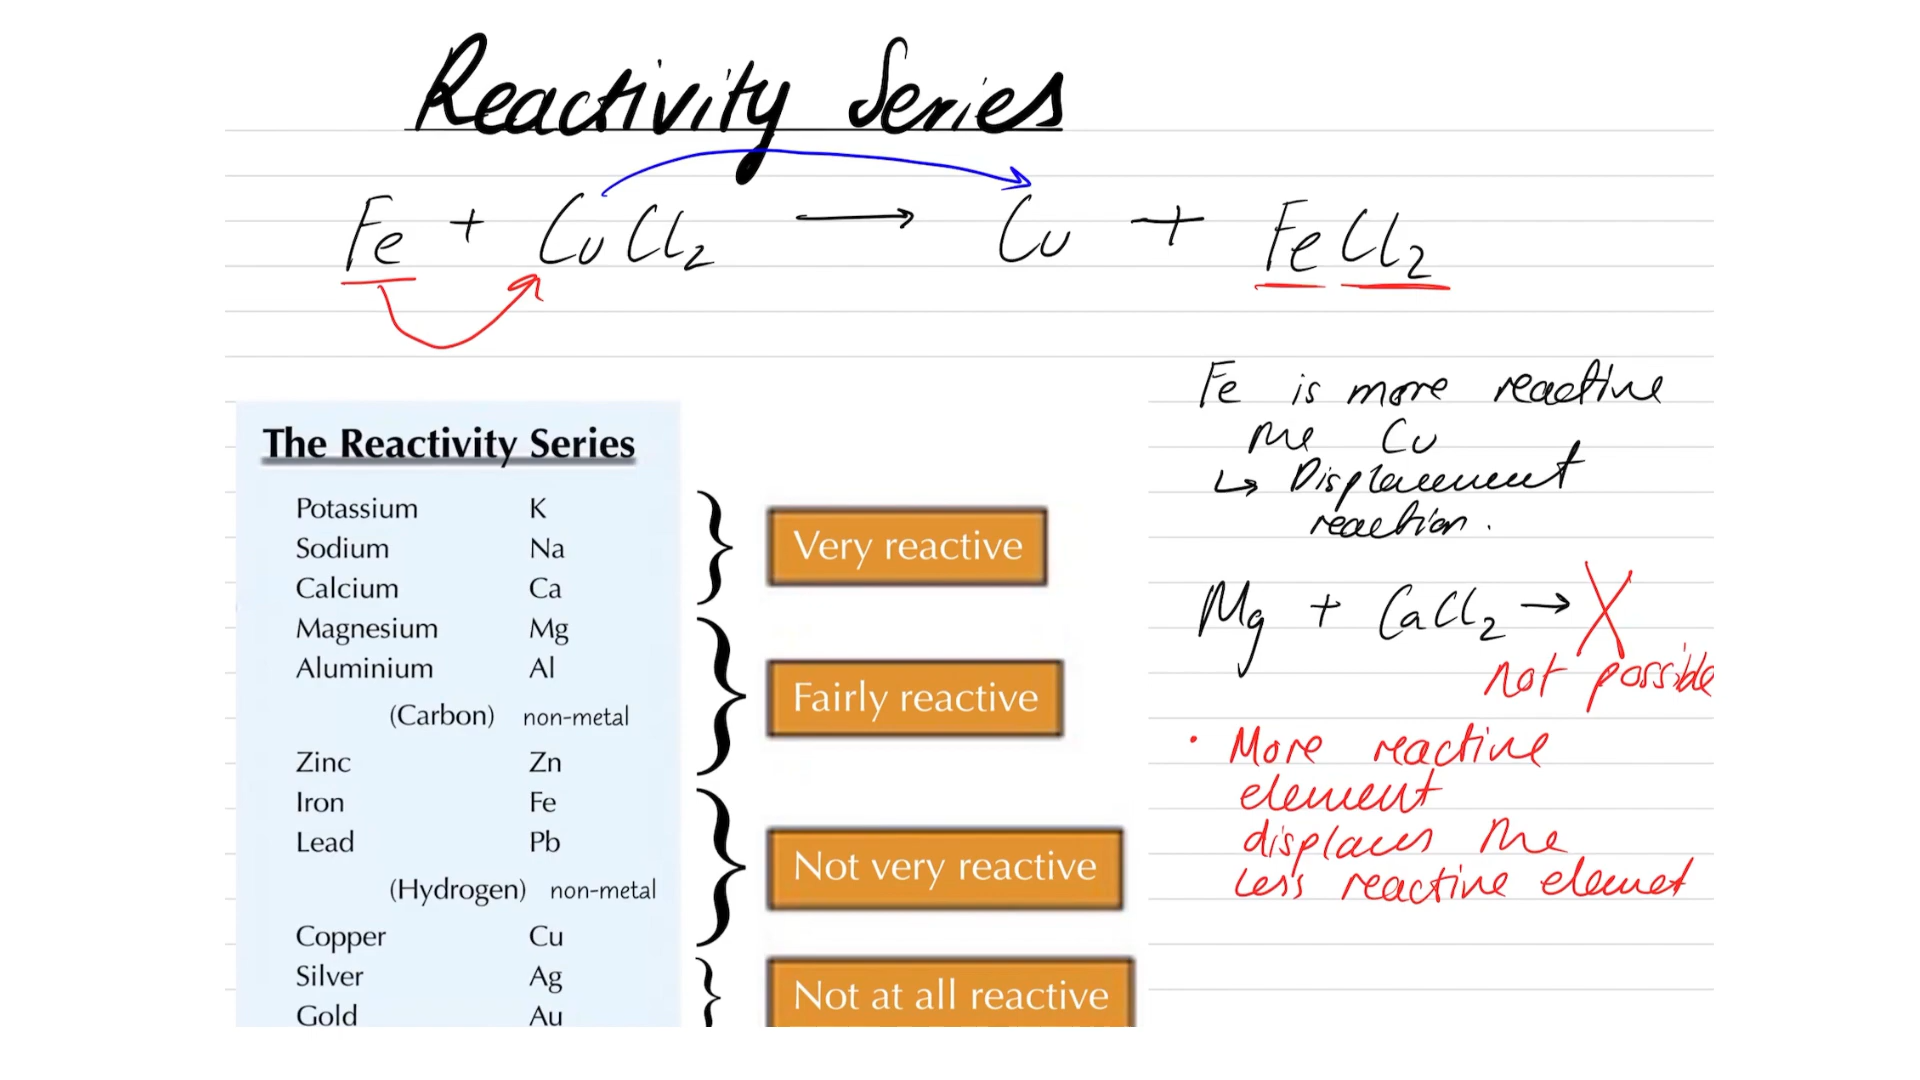 Reactivity Series
Fe + CuCl2 → Cu + FeCl2
The Reactivity Series
Potassium K
Sodium Na
Calcium Ca
Magnesium Mg
Aluminium Al
(Carbon) non-metal
Zinc Zn
Iron Fe
Lead Pb
(Hydrogen) non-metal
Copper Cu
Silver Ag
Gold Au
Very reactive
Fairly reactive
Not very reactive
Not at all reactive
Fe is more reactive
the Cu
↳ Displacement
reaction.
Mg + CaCl2 → X
not possible
• More reactive
element
displaces the
less reactive elemet